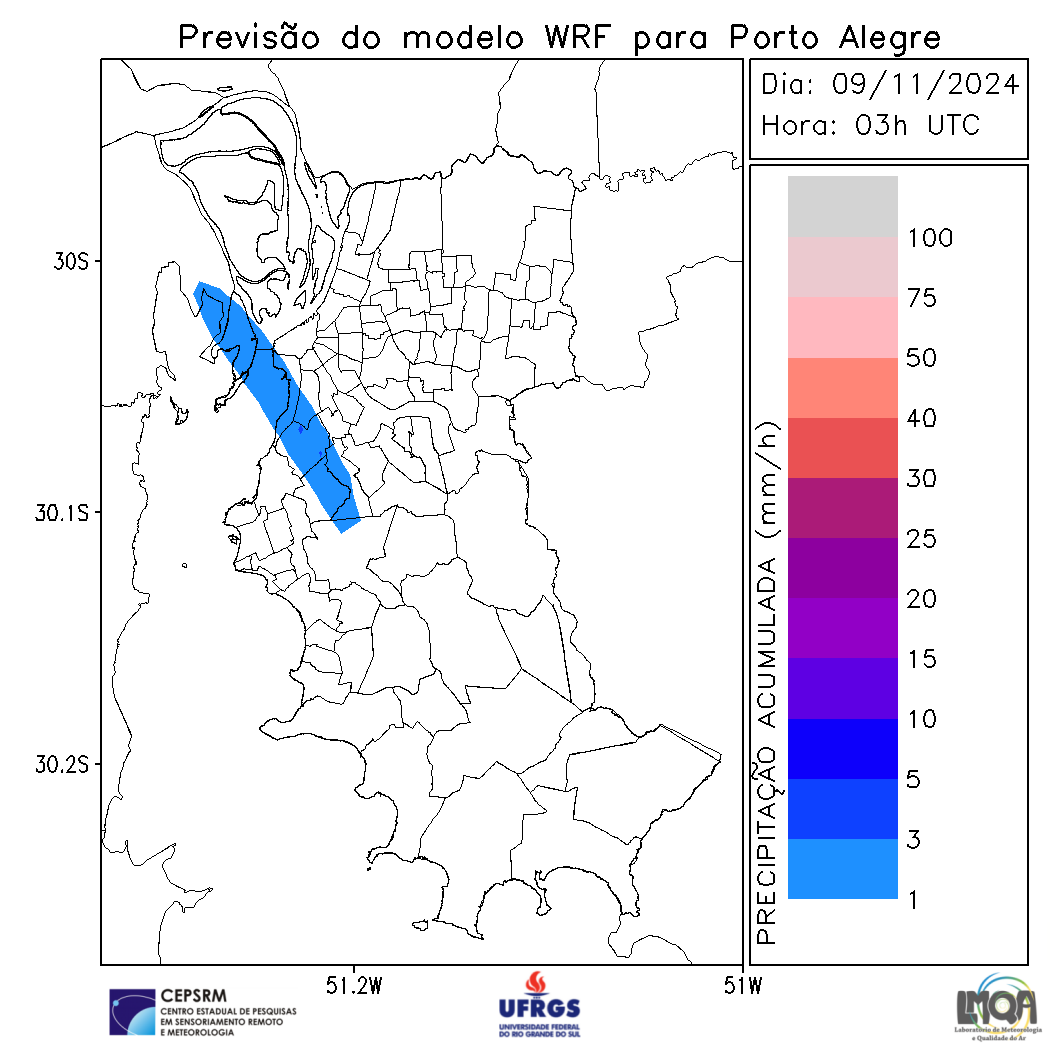 Previsão do modelo WRF para Porto Alegre
Dia: 09/11/2024
Hora: 03h UTC
30S
30.1S
30.2S
51.2W
51W
PRECIPITAÇÃO ACUMULADA (mm/h)
100
75
50
40
30
25
20
15
10
5
3
1
CEPSRM
CENTRO ESTADUAL DE PESQUISAS
EM SENSORIAMENTO REMOTO
E METEOROLOGIA
UFRGS
UNIVERSIDADE FEDERAL
DO RIO GRANDE DO SUL
LMQA
Laboratório de Meteorologia
e Qualidade do Ar